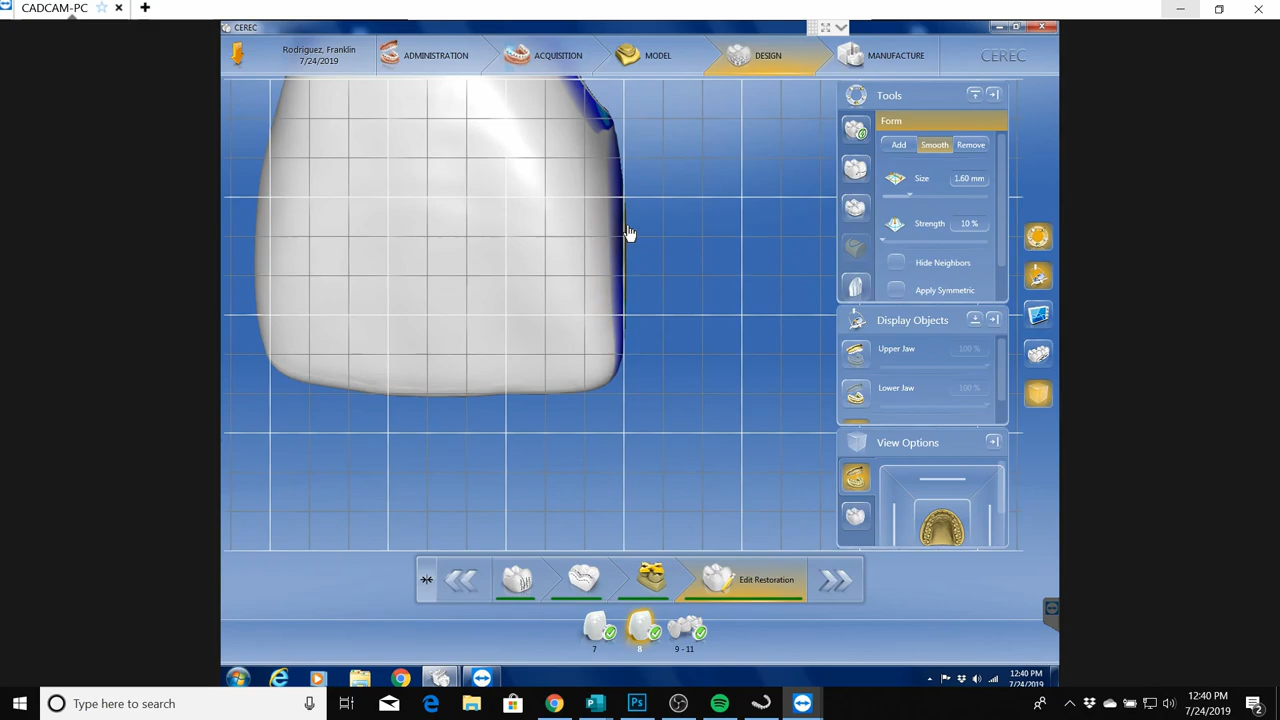 CADCAM-PC
CEREC
Rodriguez, Franklin
7/24/2019
ADMINISTRATION
ACQUISITION
MODEL
DESIGN
MANUFACTURE
CEREC
Tools
Form
Add
Smooth
Remove
Size
1.60 mm
Strength
10 %
Hide Neighbors
Apply Symmetric
Display Objects
Upper Jaw
100 %
Lower Jaw
100 %
View Options
Edit Restoration
7
8
9 - 11
12:40 PM
7/24/2019
Type here to search
12:40 PM
7/24/2019
2